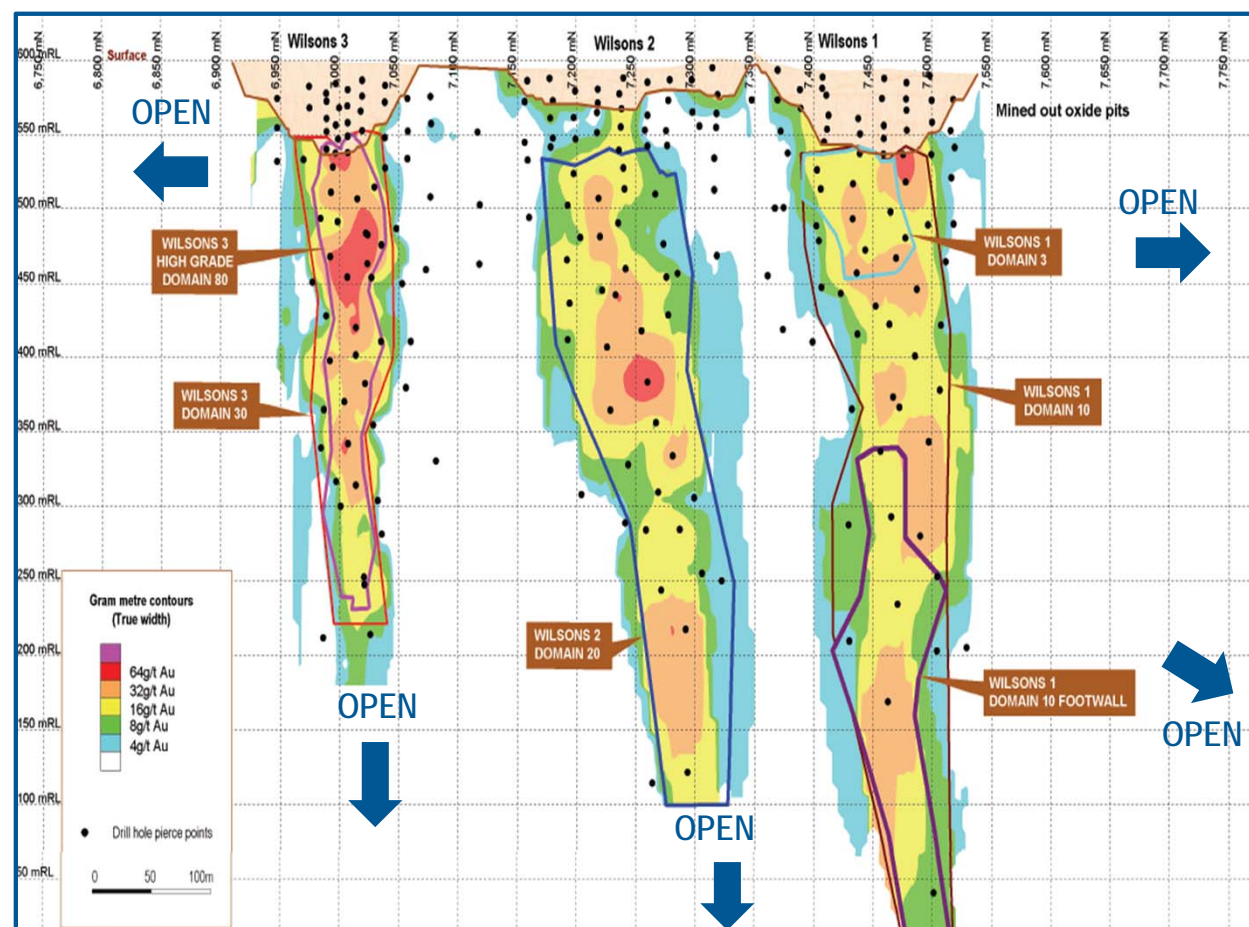 6,750 mN
6,800 mN
6,850 mN
6,900 mN
6,950 mN
7,000 mN
7,050 mN
7,100 mN
7,150 mN
7,200 mN
7,250 mN
7,300 mN
7,350 mN
7,400 mN
7,450 mN
7,500 mN
7,550 mN
7,600 mN
7,650 mN
7,700 mN
7,750 mN
Wilsons 3
Wilsons 2
Wilsons 1
600 mRL
Surface
550 mRL
500 mRL
450 mRL
400 mRL
350 mRL
300 mRL
250 mRL
200 mRL
150 mRL
100 mRL
50 mRL
Mined out oxide pits
OPEN
OPEN
WILSONS 3
HIGH GRADE
DOMAIN 80
WILSONS 1
DOMAIN 3
WILSONS 3
DOMAIN 30
WILSONS 1
DOMAIN 10
WILSONS 2
DOMAIN 20
WILSONS 1
DOMAIN 10 FOOTWALL
OPEN
OPEN
OPEN
Gram metre contours
(True width)
64g/t Au
32g/t Au
16g/t Au
8g/t Au
4g/t Au
Drill hole pierce points
0 50 100m